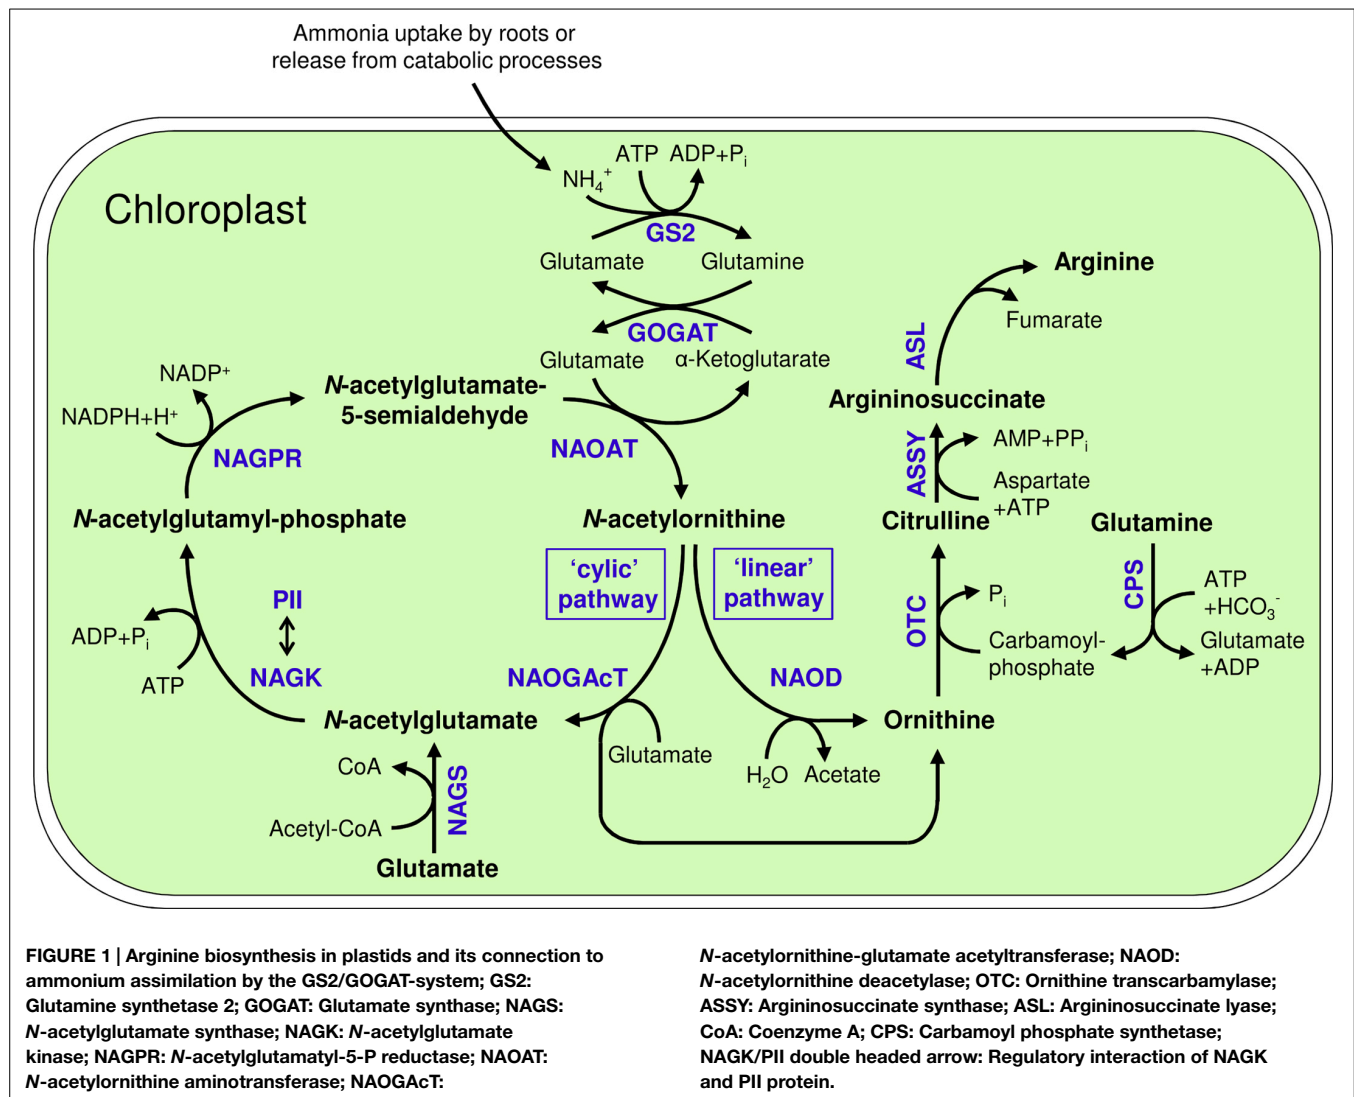 Ammonia uptake by roots or
release from catabolic processes
Chloroplast
NH₄⁺
ATP
ADP+Pᵢ
GS2
Glutamate
Glutamine
GOGAT
Glutamate
α-Ketoglutarate
NADP⁺
NADPH+H⁺
NAGPR
N-acetylglutamate-
5-semialdehyde
NAOAT
N-acetylglutamyl-phosphate
N-acetylornithine
'cylic'
pathway
'linear'
pathway
PII
NAGK
ADP+Pᵢ
ATP
NAOGAcT
NAOD
N-acetylglutamate
Glutamate
H₂O
Acetate
Ornithine
CoA
Acetyl-CoA
NAGS
Glutamate
Arginine
Fumarate
ASL
Argininosuccinate
ASSY
AMP+PPᵢ
Aspartate
+ATP
Citrulline
Glutamine
OTC
Pᵢ
Carbamoyl-
phosphate
CPS
ATP
+HCO₃⁻
Glutamate
+ADP
FIGURE 1 | Arginine biosynthesis in plastids and its connection to
ammonium assimilation by the GS2/GOGAT-system; GS2:
Glutamine synthetase 2; GOGAT: Glutamate synthase; NAGS:
N-acetylglutamate synthase; NAGK: N-acetylglutamate
kinase; NAGPR: N-acetylglutamatyl-5-P reductase; NAOAT:
N-acetylornithine aminotransferase; NAOGAcT:
N-acetylornithine-glutamate acetyltransferase; NAOD:
N-acetylornithine deacetylase; OTC: Ornithine transcarbamylase;
ASSY: Argininosuccinate synthase; ASL: Argininosuccinate lyase;
CoA: Coenzyme A; CPS: Carbamoyl phosphate synthetase;
NAGK/PII double headed arrow: Regulatory interaction of NAGK
and PII protein.